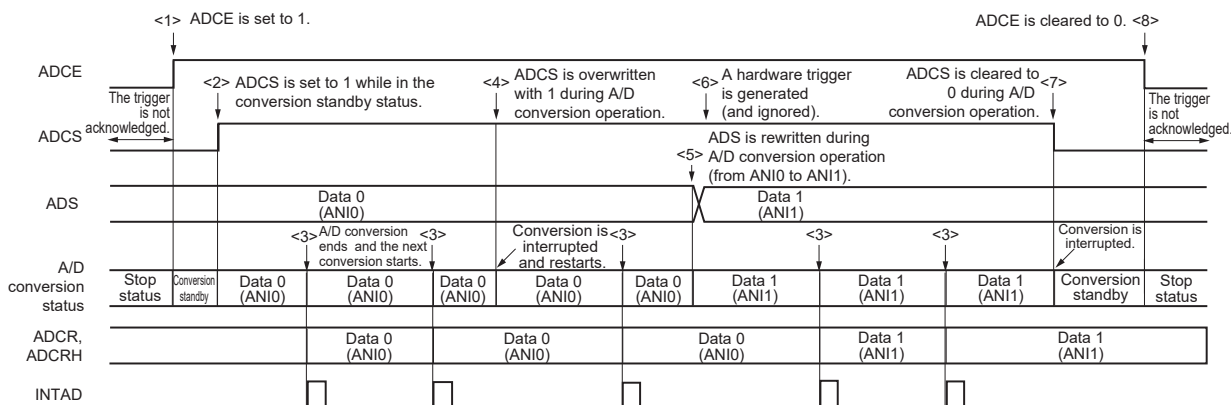 <1> ADCE is set to 1.
ADCE is cleared to 0. <8>
ADCE
The trigger
is not
acknowledged.
<2> ADCS is set to 1 while in the
conversion standby status.
<4> ADCS is overwritten
with 1 during A/D
conversion operation.
<6> A hardware trigger
is generated
(and ignored).
ADCS is cleared to <7>
0 during A/D
conversion operation.
The trigger
is not
acknowledged.
ADCS
<5> ADS is rewritten during
A/D conversion operation
(from ANI0 to ANI1).
ADS
Data 0
(ANI0)
Data 1
(ANI1)
<3> A/D conversion
ends and the next
conversion starts.
<3>
Conversion is
interrupted
and restarts.
<3>
<3>
<3>
Conversion is
interrupted.
A/D
conversion
status
Stop
status
Conversion
standby
Data 0
(ANI0)
Data 0
(ANI0)
Data 0
(ANI0)
Data 0
(ANI0)
Data 0
(ANI0)
Data 1
(ANI1)
Data 1
(ANI1)
Data 1
(ANI1)
Conversion
standby
Stop
status
ADCR,
ADCRH
Data 0
(ANI0)
Data 0
(ANI0)
Data 0
(ANI0)
Data 1
(ANI1)
Data 1
(ANI1)
INTAD